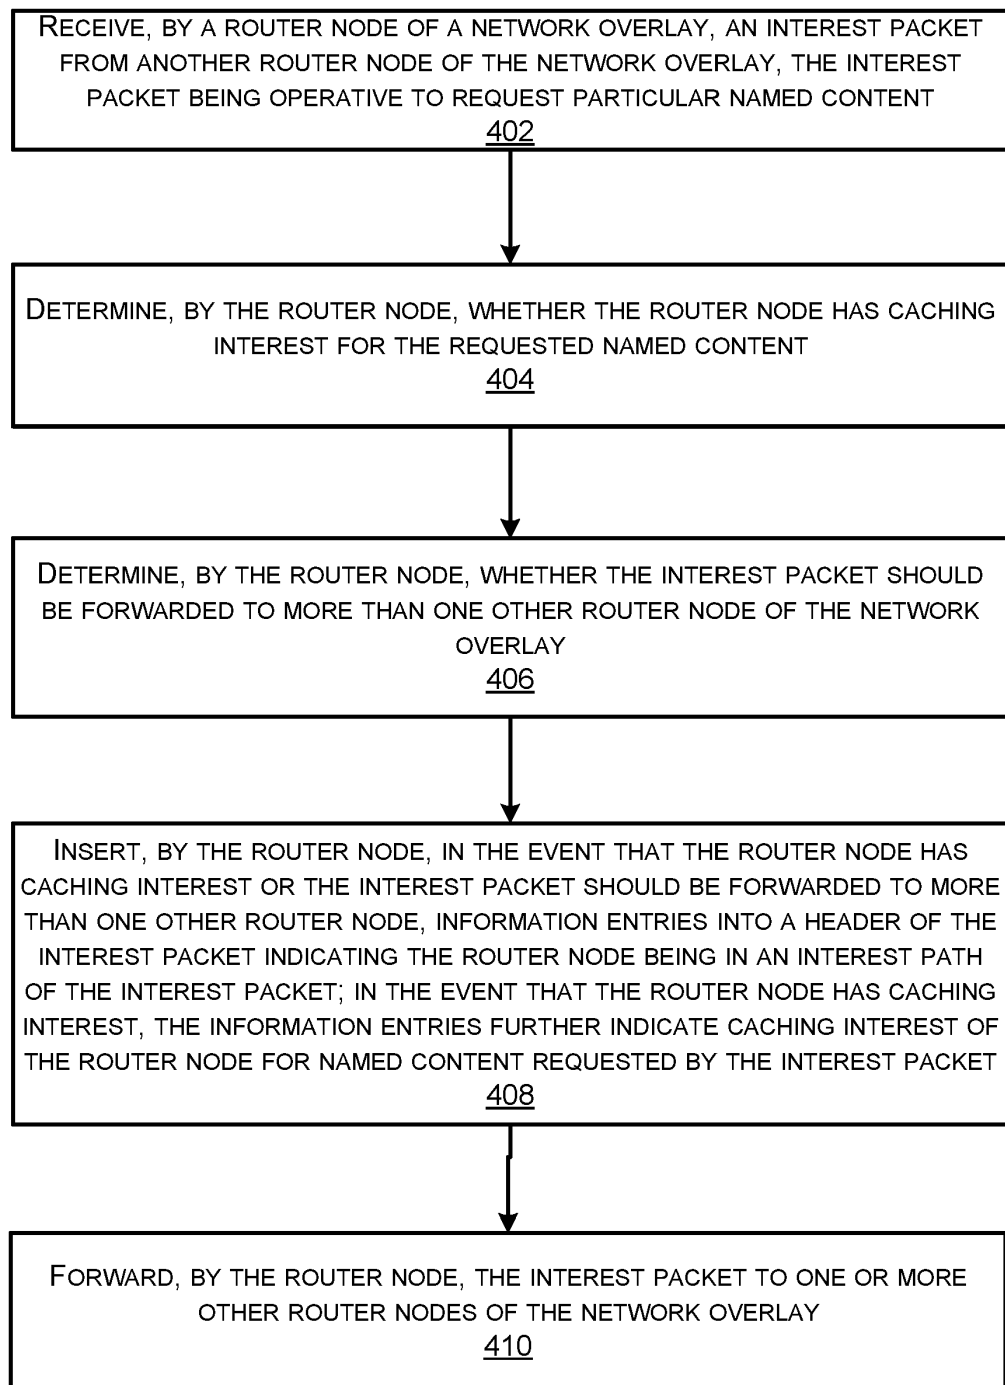 RECEIVE, BY A ROUTER NODE OF A NETWORK OVERLAY, AN INTEREST PACKET
FROM ANOTHER ROUTER NODE OF THE NETWORK OVERLAY, THE INTEREST
PACKET BEING OPERATIVE TO REQUEST PARTICULAR NAMED CONTENT
402
DETERMINE, BY THE ROUTER NODE, WHETHER THE ROUTER NODE HAS CACHING
INTEREST FOR THE REQUESTED NAMED CONTENT
404
DETERMINE, BY THE ROUTER NODE, WHETHER THE INTEREST PACKET SHOULD
BE FORWARDED TO MORE THAN ONE OTHER ROUTER NODE OF THE NETWORK
OVERLAY
406
INSERT, BY THE ROUTER NODE, IN THE EVENT THAT THE ROUTER NODE HAS
CACHING INTEREST OR THE INTEREST PACKET SHOULD BE FORWARDED TO MORE
THAN ONE OTHER ROUTER NODE, INFORMATION ENTRIES INTO A HEADER OF THE
INTEREST PACKET INDICATING THE ROUTER NODE BEING IN AN INTEREST PATH
OF THE INTEREST PACKET; IN THE EVENT THAT THE ROUTER NODE HAS CACHING
INTEREST, THE INFORMATION ENTRIES FURTHER INDICATE CACHING INTEREST OF
THE ROUTER NODE FOR NAMED CONTENT REQUESTED BY THE INTEREST PACKET
408
FORWARD, BY THE ROUTER NODE, THE INTEREST PACKET TO ONE OR MORE
OTHER ROUTER NODES OF THE NETWORK OVERLAY
410